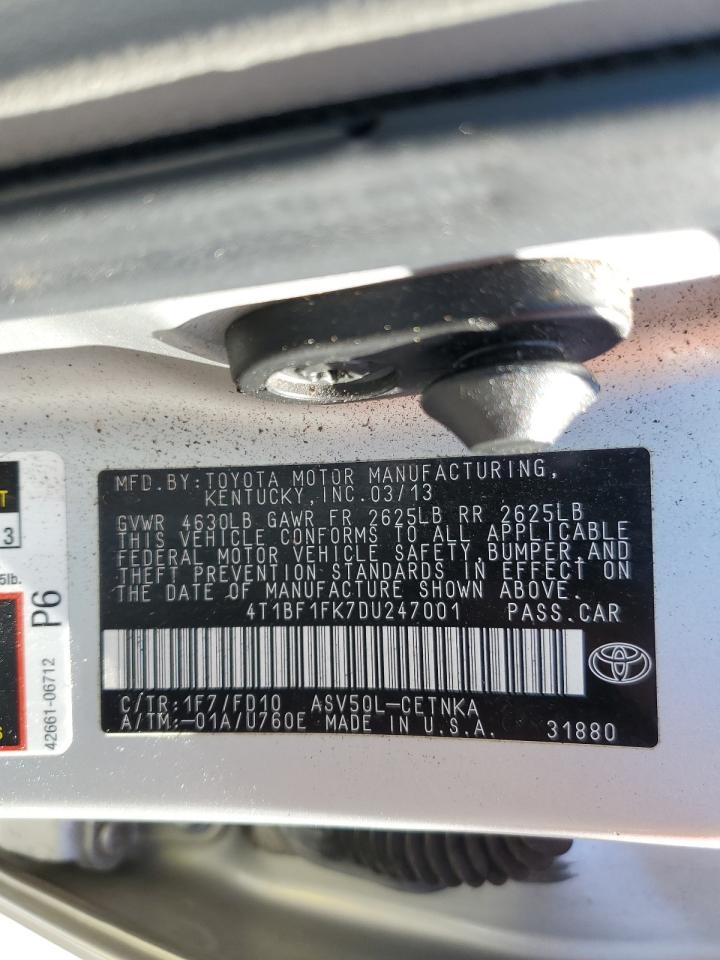 MFD.BY:TOYOTA MOTOR MANUFACTURING,
KENTUCKY,INC.03/13
GVWR 4630LB GAWR FR 2625LB RR 2625LB
THIS VEHICLE CONFORMS TO ALL APPLICABLE
FEDERAL MOTOR VEHICLE SAFETY,BUMPER,AND
THEFT PREVENTION STANDARDS IN EFFECT ON
THE DATE OF MANUFACTURE SHOWN ABOVE.
4T1BF1FK7DU247001 PASS.CAR
C/TR:1F7/FD10 ASV50L-CETNKA
A/TM:-01A/U760E MADE IN U.S.A. 31880
3
5lb.
P6
42661-06712